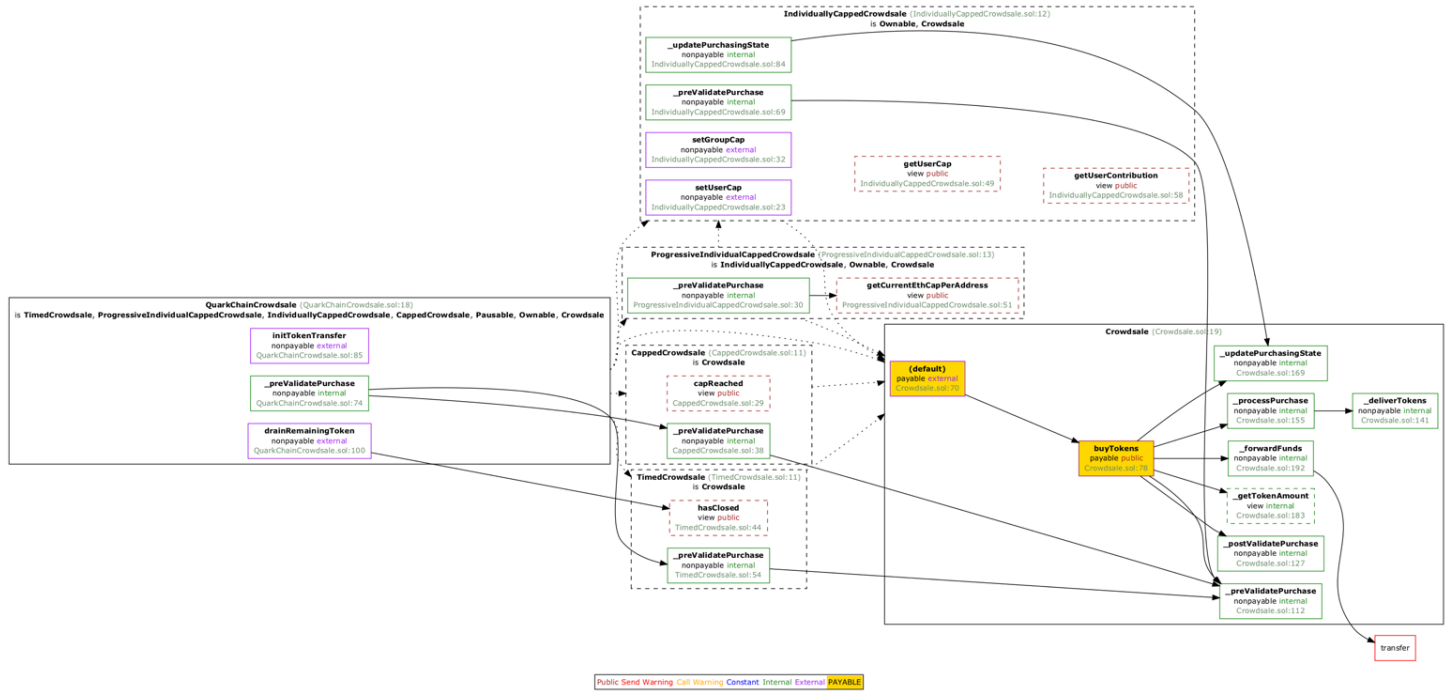 IndividuallyCappedCrowdsale (IndividuallyCappedCrowdsale.sol:12)
is Ownable, Crowdsale
_updatePurchasingState
nonpayable internal
IndividuallyCappedCrowdsale.sol:84
_preValidatePurchase
nonpayable internal
IndividuallyCappedCrowdsale.sol:69
setGroupCap
nonpayable external
IndividuallyCappedCrowdsale.sol:32
setUserCap
nonpayable external
IndividuallyCappedCrowdsale.sol:23
getUserCap
view public
IndividuallyCappedCrowdsale.sol:49
getUserContribution
view public
IndividuallyCappedCrowdsale.sol:58
ProgressiveIndividualCappedCrowdsale (ProgressiveIndividualCappedCrowdsale.sol:13)
is IndividuallyCappedCrowdsale, Ownable, Crowdsale
_preValidatePurchase
nonpayable internal
ProgressiveIndividualCappedCrowdsale.sol:30
getCurrentEthCapPerAddress
view public
ProgressiveIndividualCappedCrowdsale.sol:51
QuarkChainCrowdsale (QuarkChainCrowdsale.sol:18)
is TimedCrowdsale, ProgressiveIndividualCappedCrowdsale, IndividuallyCappedCrowdsale, CappedCrowdsale, Pausable, Ownable, Crowdsale
initTokenTransfer
nonpayable external
QuarkChainCrowdsale.sol:85
_preValidatePurchase
nonpayable internal
QuarkChainCrowdsale.sol:74
drainRemainingToken
nonpayable external
QuarkChainCrowdsale.sol:100
CappedCrowdsale (CappedCrowdsale.sol:11)
is Crowdsale
capReached
view public
CappedCrowdsale.sol:29
_preValidatePurchase
nonpayable internal
CappedCrowdsale.sol:38
TimedCrowdsale (TimedCrowdsale.sol:11)
is Crowdsale
hasClosed
view public
TimedCrowdsale.sol:44
_preValidatePurchase
nonpayable internal
TimedCrowdsale.sol:54
Crowdsale (Crowdsale.sol:19)
(default)
payable external
Crowdsale.sol:70
buyTokens
payable public
Crowdsale.sol:78
_updatePurchasingState
nonpayable internal
Crowdsale.sol:169
_processPurchase
nonpayable internal
Crowdsale.sol:155
_deliverTokens
nonpayable internal
Crowdsale.sol:141
_forwardFunds
nonpayable internal
Crowdsale.sol:192
_getTokenAmount
view internal
Crowdsale.sol:183
_postValidatePurchase
nonpayable internal
Crowdsale.sol:127
_preValidatePurchase
nonpayable internal
Crowdsale.sol:112
transfer
Public Send Warning Call Warning Constant Internal External PAYABLE